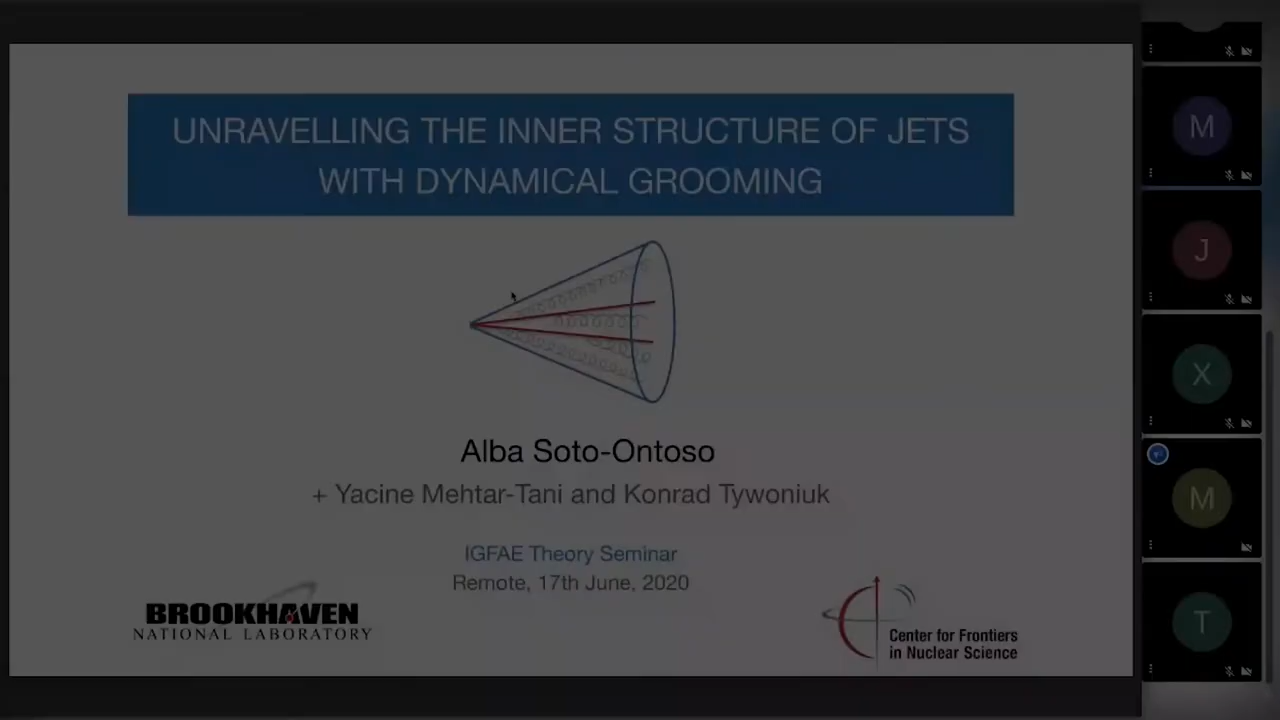 UNRAVELLING THE INNER STRUCTURE OF JETS
WITH DYNAMICAL GROOMING
Alba Soto-Ontoso
+ Yacine Mehtar-Tani and Konrad Tywoniuk
IGFAE Theory Seminar
Remote, 17th June, 2020
BROOKHAVEN
NATIONAL LABORATORY
Center for Frontiers
in Nuclear Science
M
J
X
M
T